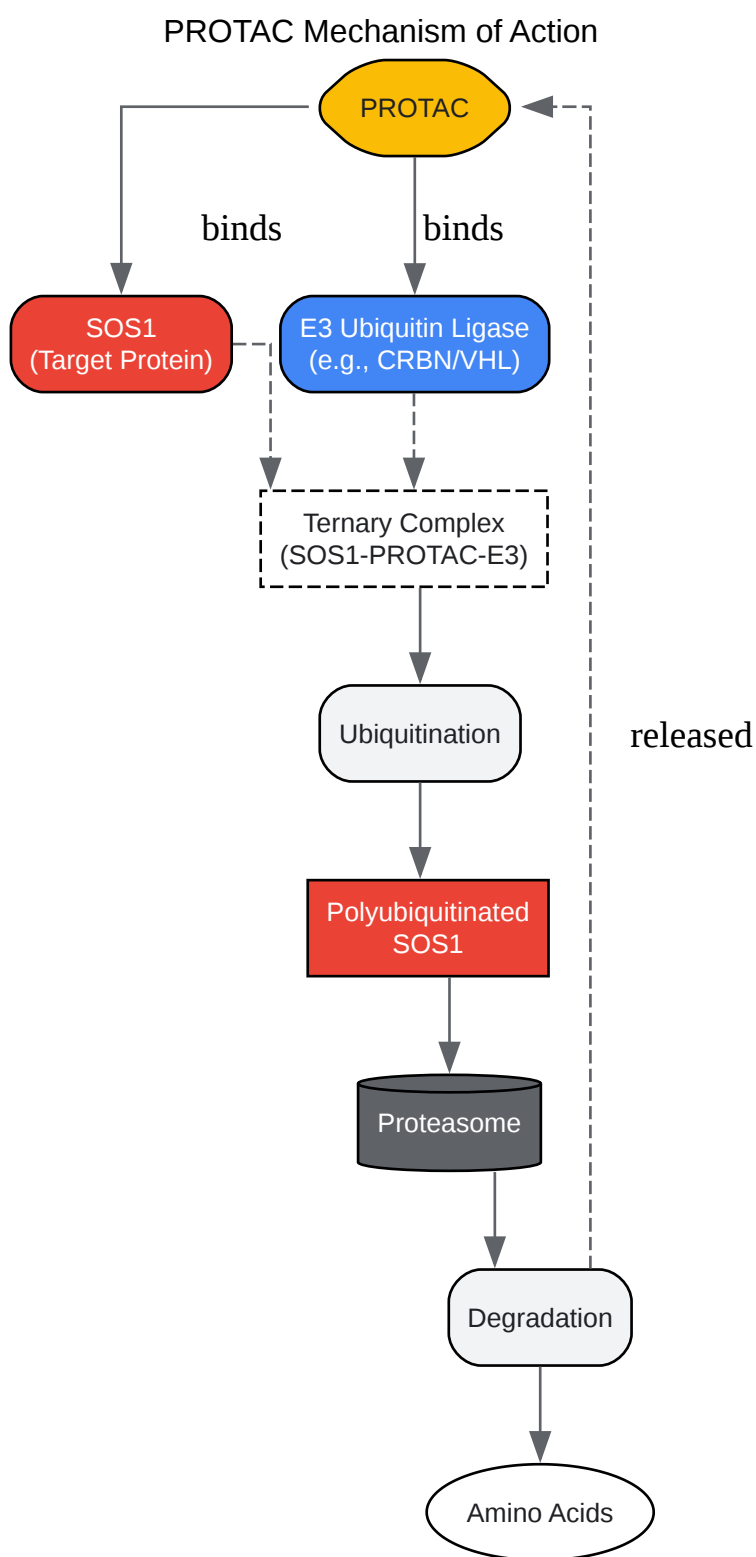 PROTAC Mechanism of Action
PROTAC
binds
binds
SOS1
(Target Protein)
E3 Ubiquitin Ligase
(e.g., CRBN/VHL)
Ternary Complex
(SOS1-PROTAC-E3)
Ubiquitination
released
Polyubiquitinated
SOS1
Proteasome
Degradation
Amino Acids